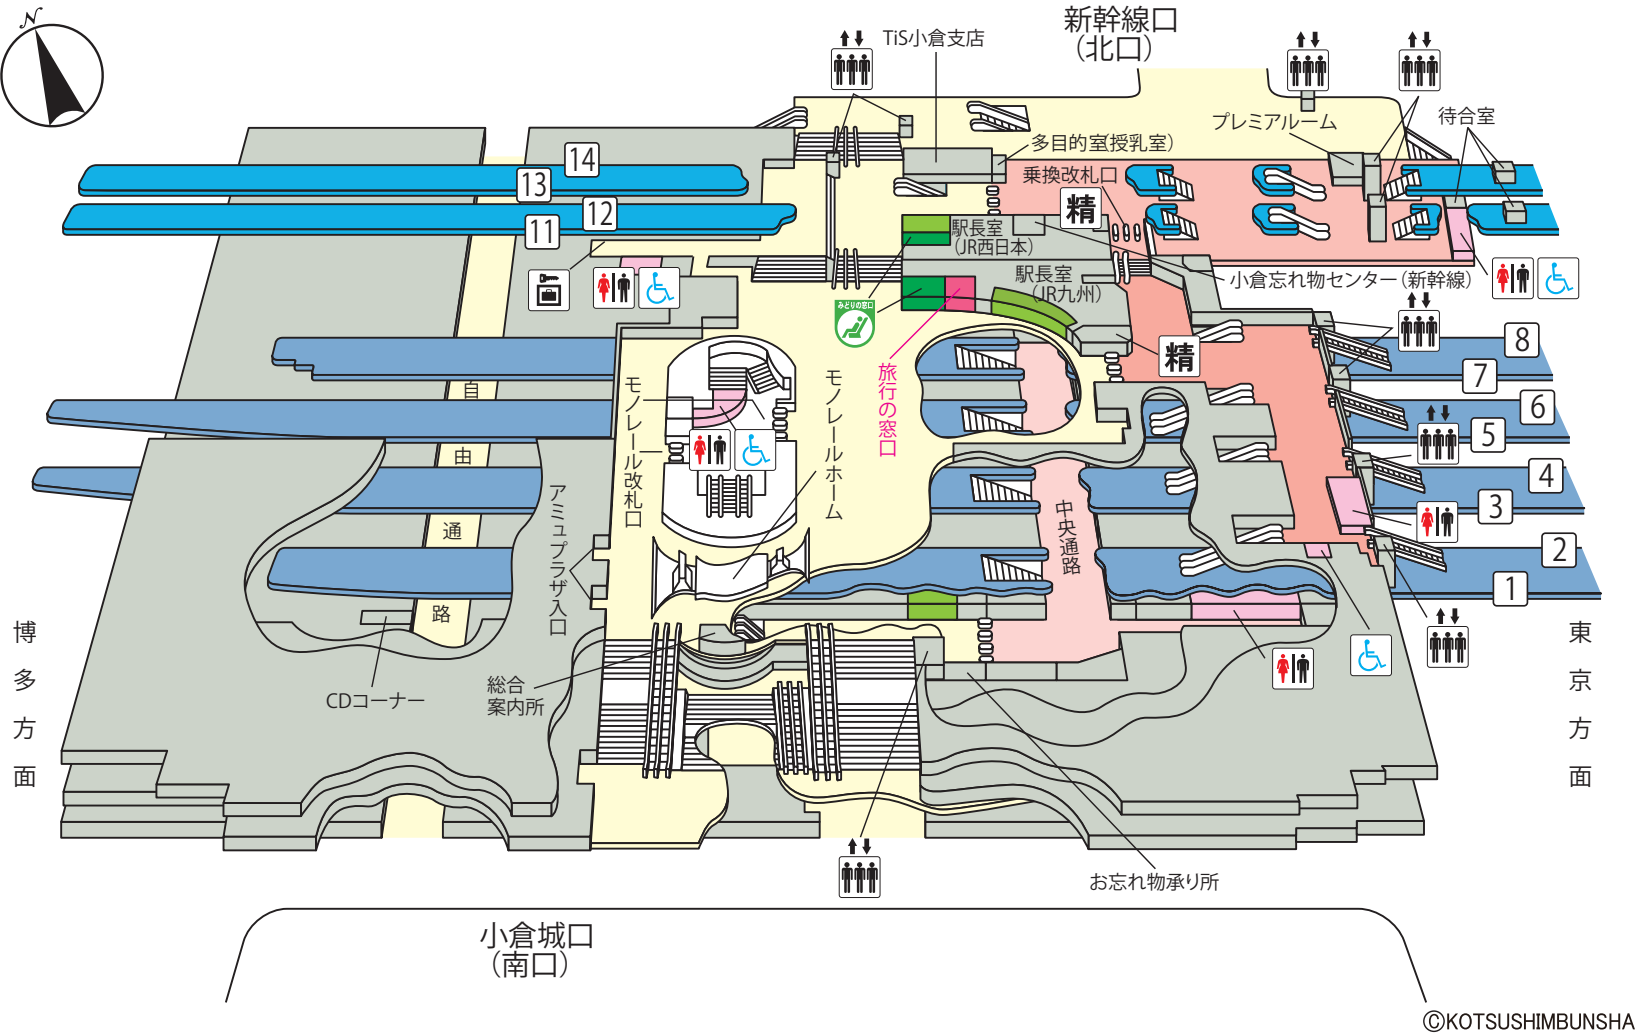 N
新幹線口
（北口）
TiS小倉支店
プレミアルーム
待合室
多目的室(授乳室)
乗換改札口
精
14
13
12
11
駅長室
（JR西日本）
駅長室
（JR九州）
小倉忘れ物センター（新幹線）
みどりの窓口
精
旅行の窓口
モノレール改札口
モノレールホーム
8
7
6
5
4
3
2
1
自由通路
アミュプラザ入口
中央通路
博多方面
東京方面
CDコーナー
総合
案内所
お忘れ物承り所
小倉城口
（南口）
©KOTSUSHIMBUNSHA